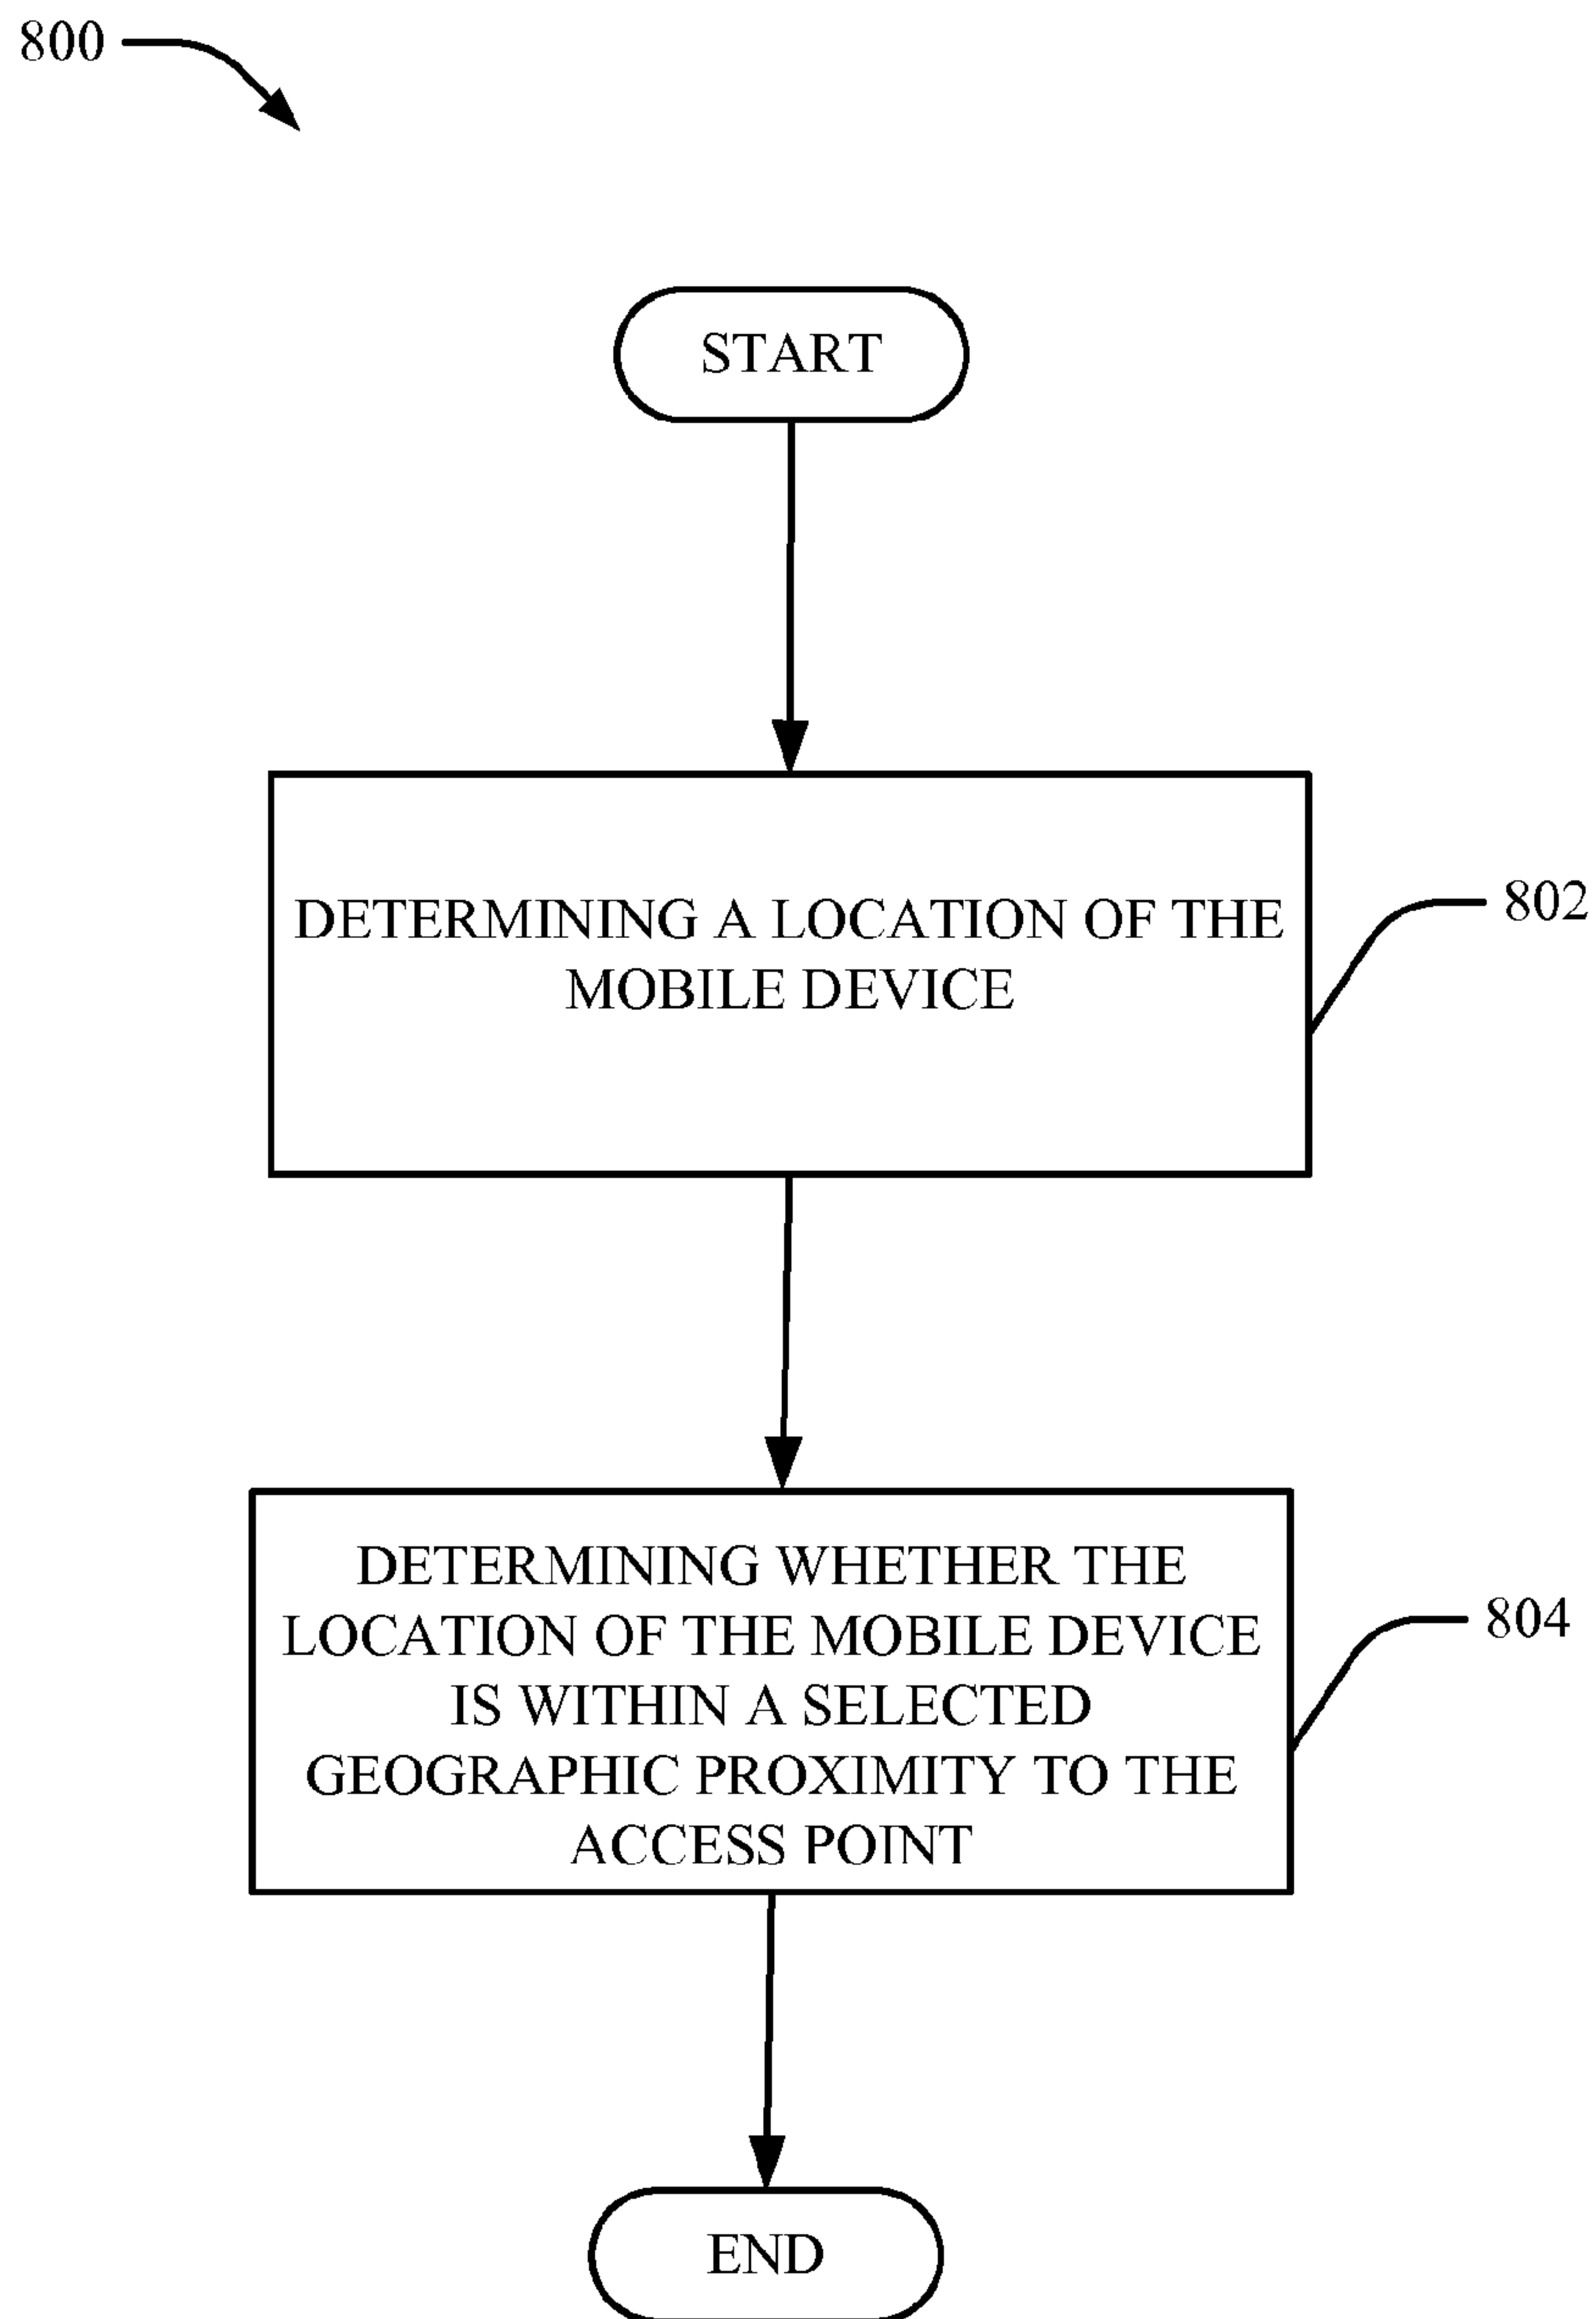 800
START
DETERMINING A LOCATION OF THE
MOBILE DEVICE
802
DETERMINING WHETHER THE
LOCATION OF THE MOBILE DEVICE
IS WITHIN A SELECTED
GEOGRAPHIC PROXIMITY TO THE
ACCESS POINT
804
END